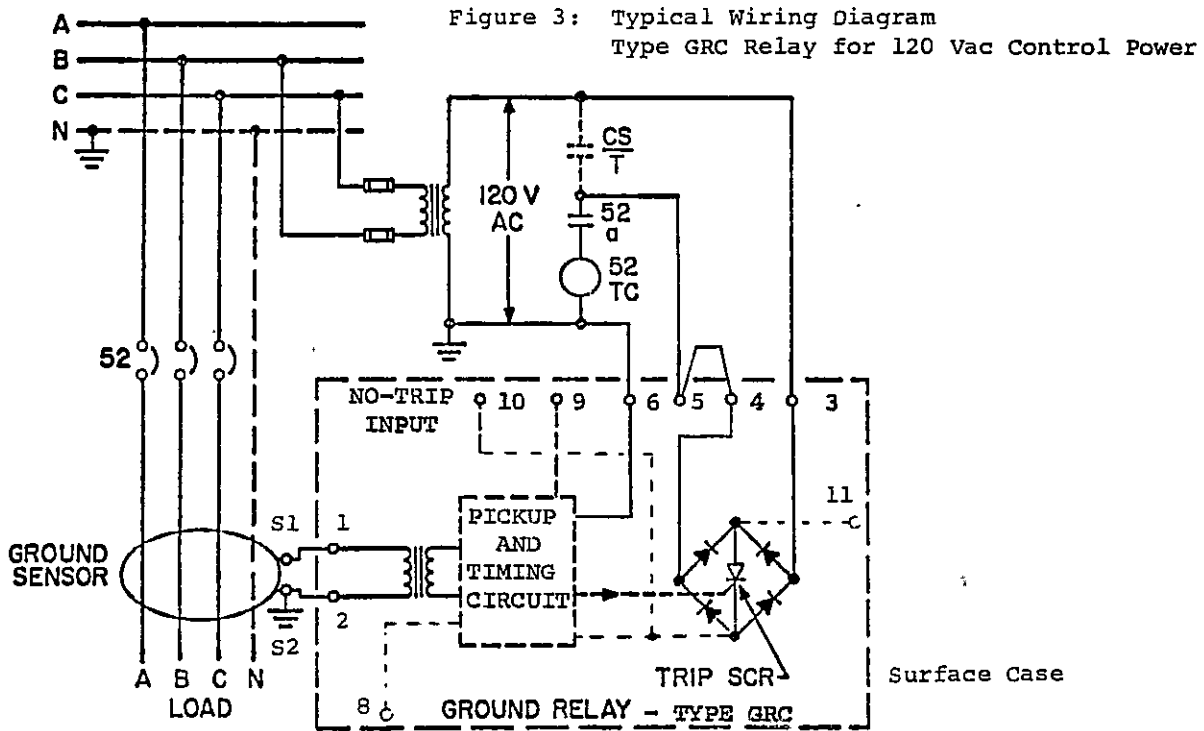 Figure 3: Typical Wiring Diagram
Type GRC Relay for 120 Vac Control Power
A
B
C
N
CS
T
120 V
AC
52
a
52
TC
52
NO-TRIP
INPUT
10
9
6
5
4
3
11
S1
1
GROUND
SENSOR
PICKUP
AND
TIMING
CIRCUIT
2
S2
A B C N
LOAD
8
TRIP SCR
Surface Case
GROUND RELAY - TYPE GRC